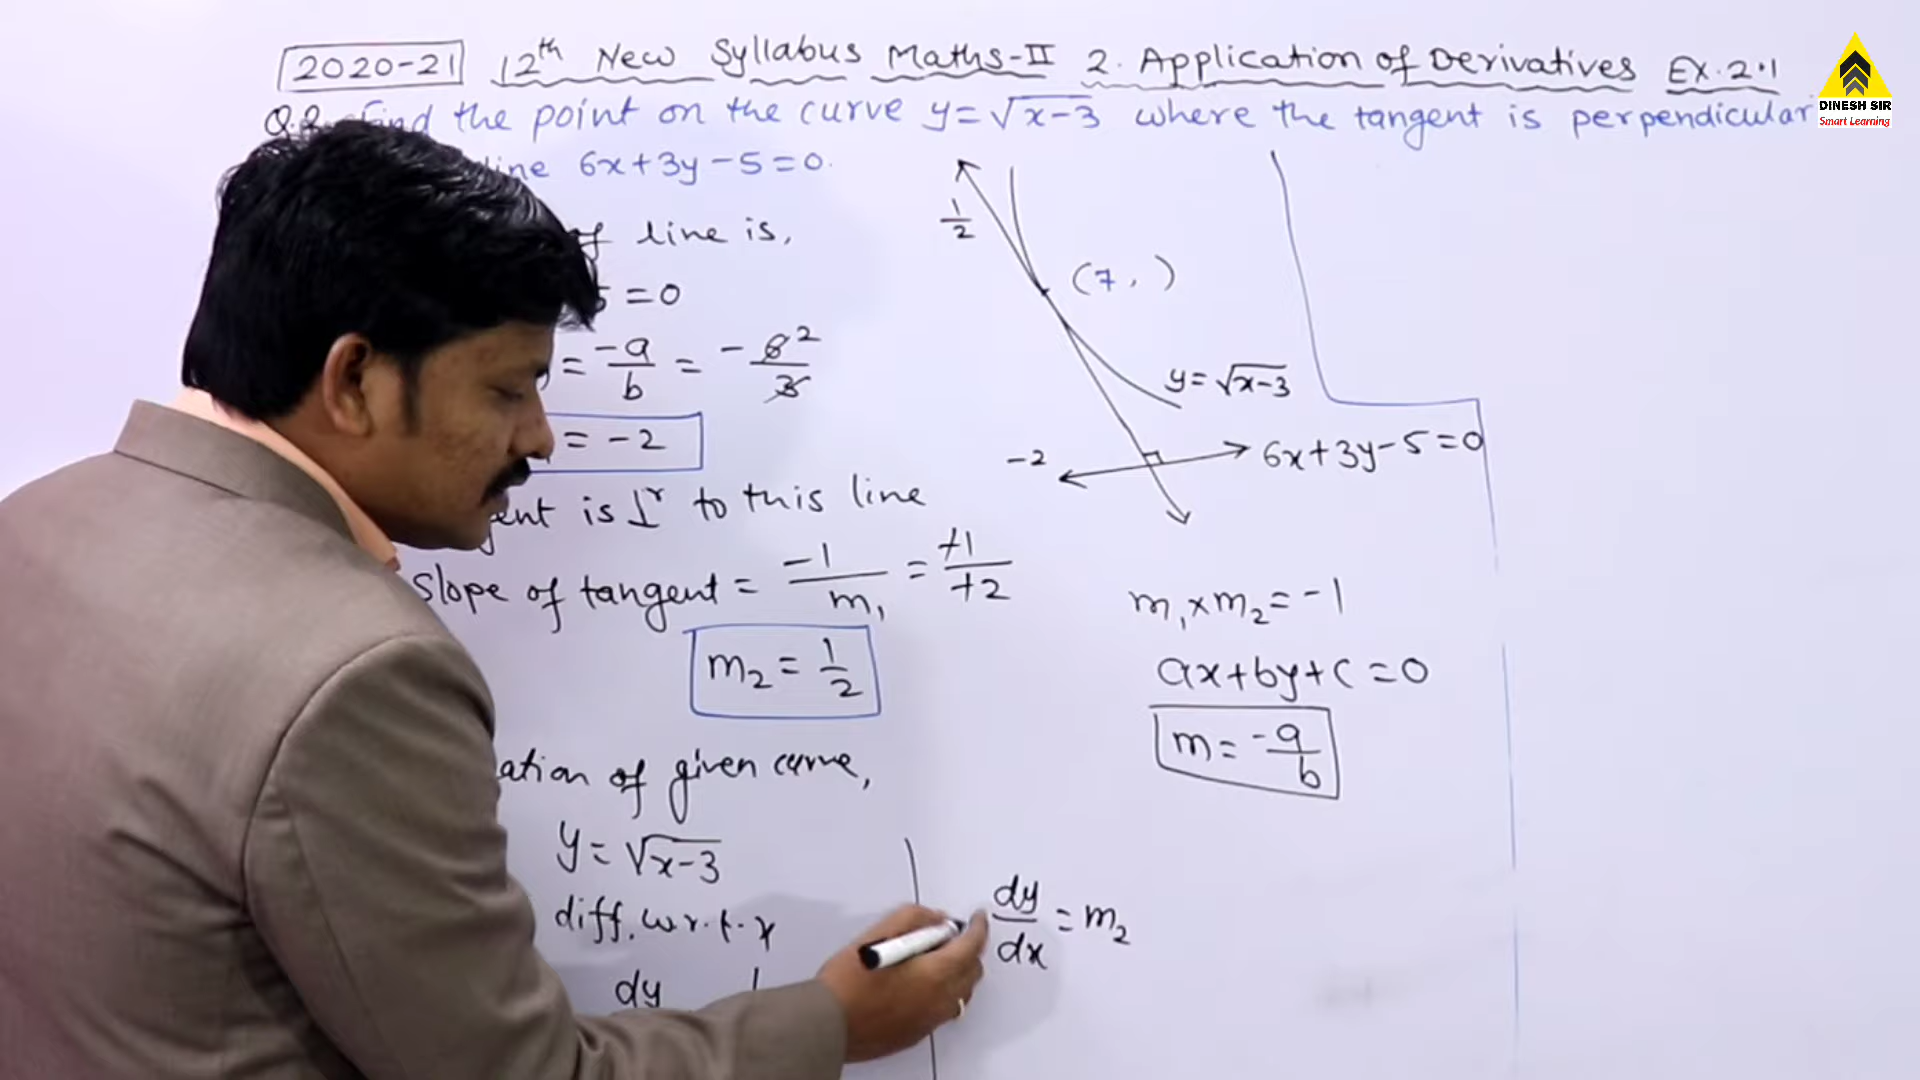 2020-21 12th New Syllabus Maths-II 2. Application of Derivatives Ex. 2.1
DINESH SIR
Smart Learning
Find the point on the curve y=√x-3 where the tangent is perpendicular
line 6x+3y-5=0.
of line is,
5=0
= -a/b = - 6 2/3
= -2
is ⊥r to this line
Slope of tangent = -1/m1 = +1/+2
m2 = 1/2
of given curve,
y=√x-3
diff. w.r.t. x
dy
1/2
(7, )
y=√x-3
-2
6x+3y-5=0
m1×m2=-1
ax+by+c=0
m=-a/b
dy/dx = m2